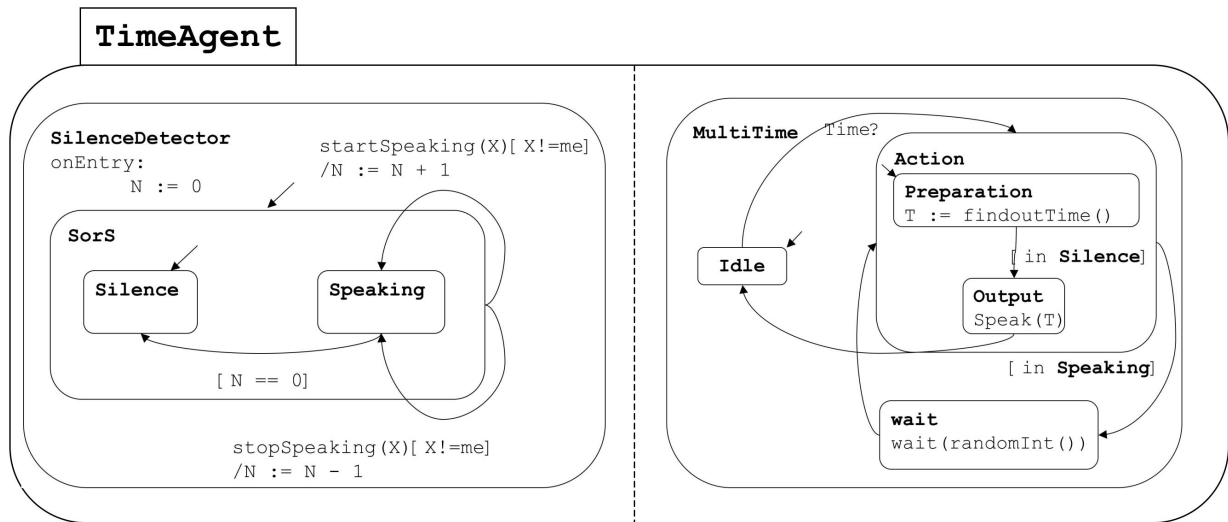 TimeAgent
SilenceDetector
onEntry:
N := 0
startSpeaking(X)[ X!=me]
/N := N + 1
SorS
Silence
Speaking
[ N == 0]
stopSpeaking(X)[ X!=me]
/N := N - 1
MultiTime
Time?
Action
Preparation
T := findoutTime()
[ in Silence]
Idle
Output
Speak(T)
[ in Speaking]
wait
wait(randomInt())